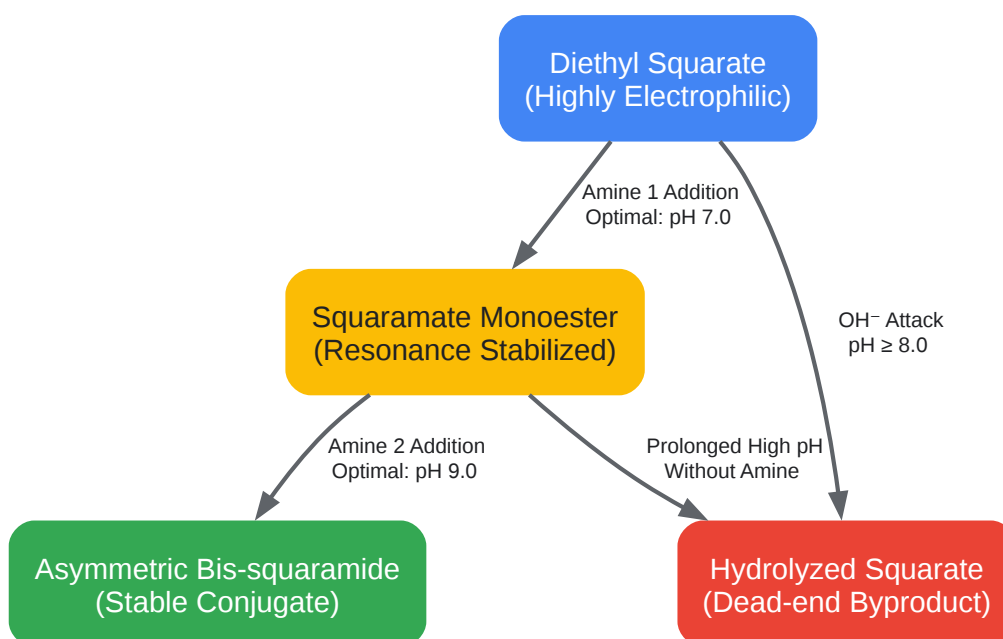 Diethyl Squarate
(Highly Electrophilic)
Amine 1 Addition
Optimal: pH 7.0
Squaramate Monoester
(Resonance Stabilized)
OH⁻ Attack
pH ≥ 8.0
Amine 2 Addition
Optimal: pH 9.0
Prolonged High pH
Without Amine
Asymmetric Bis-squaramide
(Stable Conjugate)
Hydrolyzed Squarate
(Dead-end Byproduct)